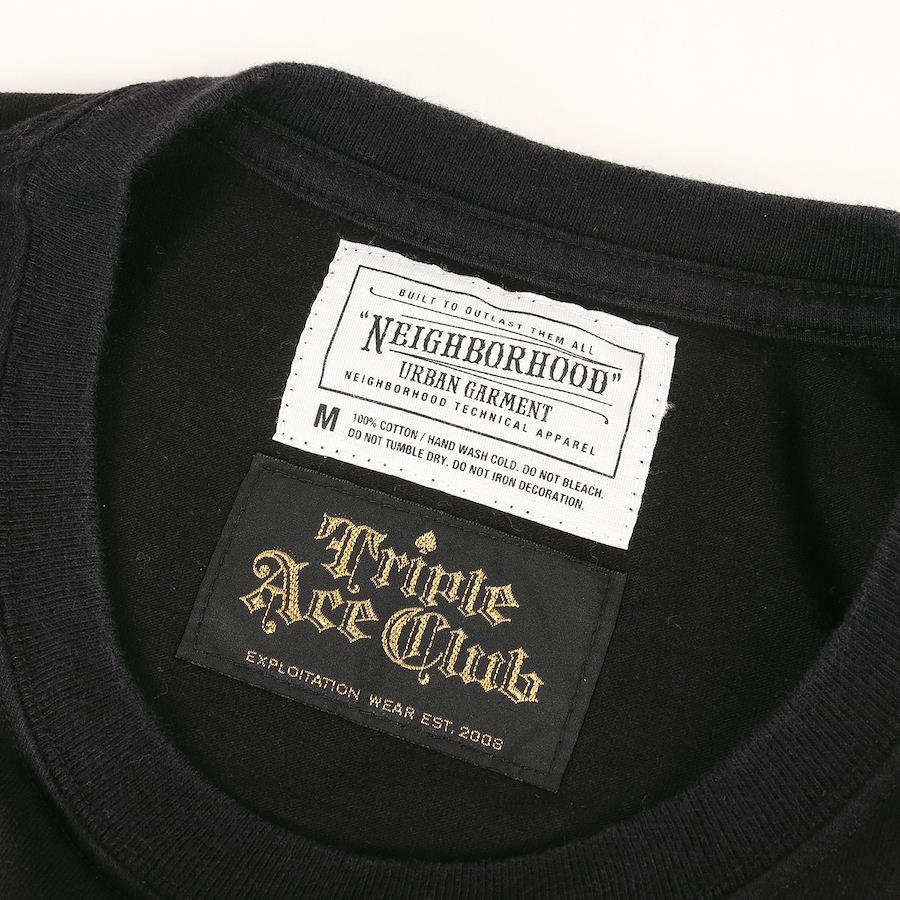 BUILT TO OUTLAST THEM ALL
"NEIGHBORHOOD"
URBAN GARMENT
NEIGHBORHOOD TECHNICAL APPAREL
M 100% COTTON / HAND WASH COLD. DO NOT BLEACH.
DO NOT TUMBLE DRY. DO NOT IRON DECORATION.
Triple
Ace Club
EXPLOITATION WEAR EST. 2008